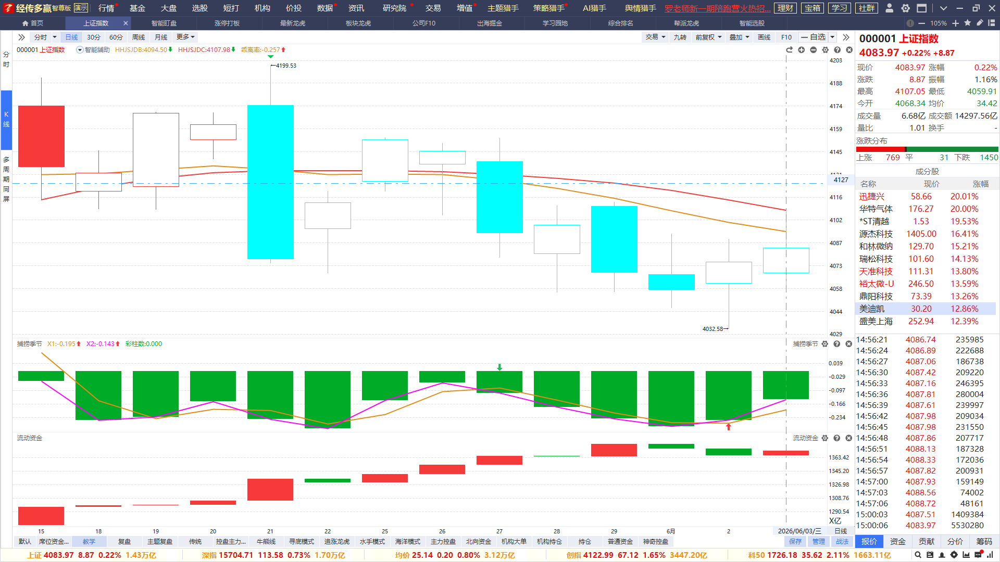 经传多赢 智尊版 演示 行情 基金 大盘 选股 短打 机构 价投 数据 资讯 研究院 交易 增值 主题猎手 策略猎手 AI猎手 舆情猎手 罗老师新一期陪跑营火热招... 理财 宝箱 学习 社群
首页 上证指数 智能盯盘 涨停打板 最新龙虎 板块龙虎 公司F10 出海掘金 学习园地 综合排名 帮派龙虎 智能选股 105%
分时 日线 30分 60分 周线 月线 更多 交易 九转 前复权 叠加 画线 F10 自选
000001 上证指数 智能辅助 HHJSJDB:4094.50 HHJSJDC:4107.98 乖离率:-0.257
分时
K线
多周期同屏
4199.53
4032.58
4203
4188
4174
4159
4145
4131
4127
4116
4102
4087
4073
4058
4044
4029
捕捞季节 X1:-0.195 X2:-0.143 彩柱数:0.000 捕捞季节
0.039
-0.029
-0.097
-0.166
-0.234
流动资金 流动资金
1363.42
1345.20
1326.98
1308.76
1290.54
X亿
15 18 19 20 21 22 25 26 27 28 29 6月 2 2026/06/03/三 日线
默认 席位资金... 教学 复盘 主题复盘 传统 控盘主力... 牛能线 寻底模式 追涨龙虎 水手模式 海洋模式 主力控盘 北向资金 机构大单 机构持仓 持仓 普通资金 神奇控盘 保存 管理 战法
000001 上证指数
4083.97 +0.22% +8.87
现价 4083.97 涨幅 0.22%
涨跌 8.87 振幅 1.16%
最高 4107.05 最低 4059.91
今开 4068.34 均价 34.42
成交量 6.68亿 成交额 14297.56亿
量比 1.01 换手 -
涨跌分布
上涨 769 平 31 下跌 1450
成分股
名称 现价 涨幅
迅捷兴 58.66 20.01%
华特气体 176.27 20.00%
*ST清越 1.53 19.53%
源杰科技 1405.00 16.41%
和林微纳 129.70 15.21%
瑞松科技 101.60 14.13%
天准科技 111.31 13.80%
裕太微-U 246.50 13.59%
鼎阳科技 73.39 13.26%
美迪凯 30.20 12.86%
盛美上海 252.94 12.39%
14:56:21 4086.74 235985
14:56:24 4086.89 222688
14:56:27 4087.06 186738
14:56:30 4087.42 209220
14:56:33 4087.16 246395
14:56:36 4087.81 280004
14:56:39 4087.61 239997
14:56:42 4087.98 209034
14:56:45 4087.98 231550
14:56:48 4087.86 207717
14:56:51 4088.13 187328
14:56:54 4088.33 172036
14:56:57 4087.82 200931
14:57:00 4087.93 159149
14:57:03 4088.56 74002
14:57:06 4088.72 48161
15:00:03 4087.51 1409384
15:00:06 4083.97 5530280
报价 资金 贡献 分价 筹码
上证 4083.97 8.87 0.22% 1.43万亿 深指 15704.71 113.58 0.73% 1.70万亿 均价 25.14 0.20 0.80% 3.12万亿 创指 4122.99 67.12 1.65% 3447.20亿 科50 1726.18 35.62 2.11% 1663.11亿